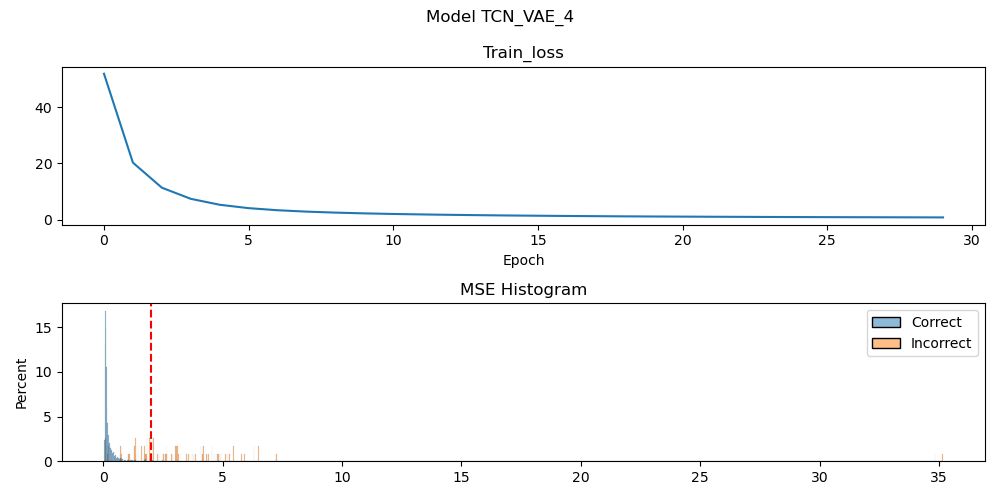 Model TCN_VAE_4
Train_loss
40
20
0
0 5 10 15 20 25 30
Epoch
MSE Histogram
Percent
15
10
5
0
Correct
Incorrect
0 5 10 15 20 25 30 35